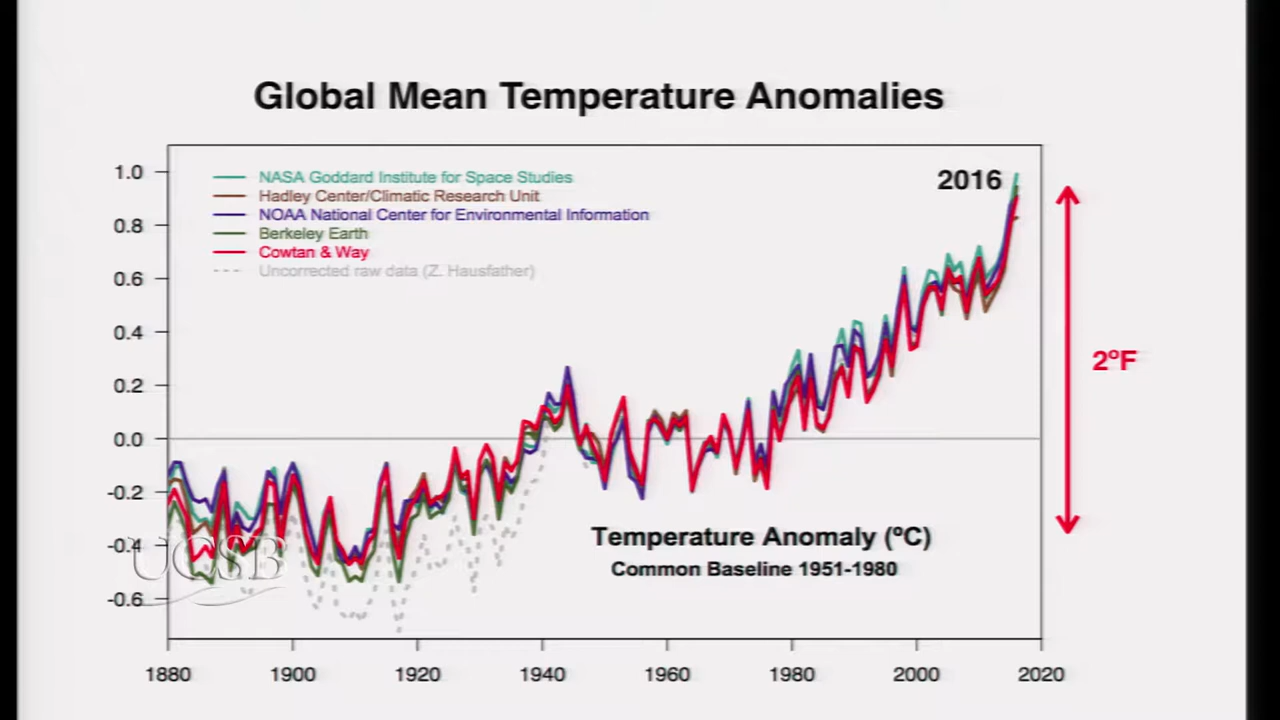 Global Mean Temperature Anomalies
1.0
0.8
0.6
0.4
0.2
0.0
-0.2
-0.4
-0.6
NASA Goddard Institute for Space Studies
Hadley Center/Climatic Research Unit
NOAA National Center for Environmental Information
Berkeley Earth
Cowtan & Way
Uncorrected raw data (Z. Hausfather)
2016
2ºF
Temperature Anomaly (ºC)
Common Baseline 1951-1980
UCSB
1880 1900 1920 1940 1960 1980 2000 2020